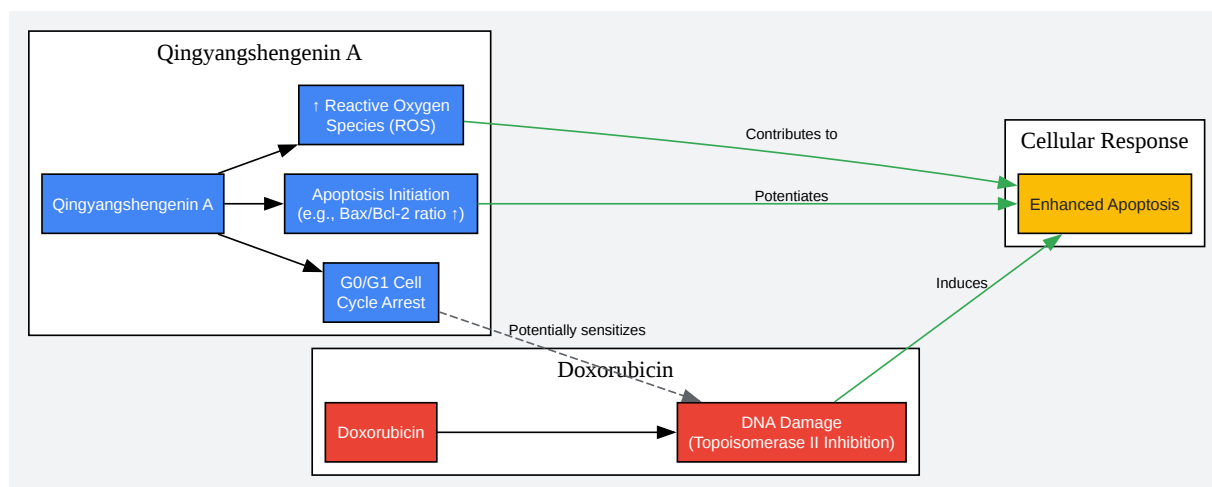 Qingyangshengenin A
↑ Reactive Oxygen
Species (ROS)
Contributes to
Cellular Response
Qingyangshengenin A
Apoptosis Initiation
(e.g., Bax/Bcl-2 ratio ↑)
Potentiates
Enhanced Apoptosis
G0/G1 Cell
Cycle Arrest
Induces
Potentially sensitizes
Doxorubicin
Doxorubicin
DNA Damage
(Topoisomerase II Inhibition)